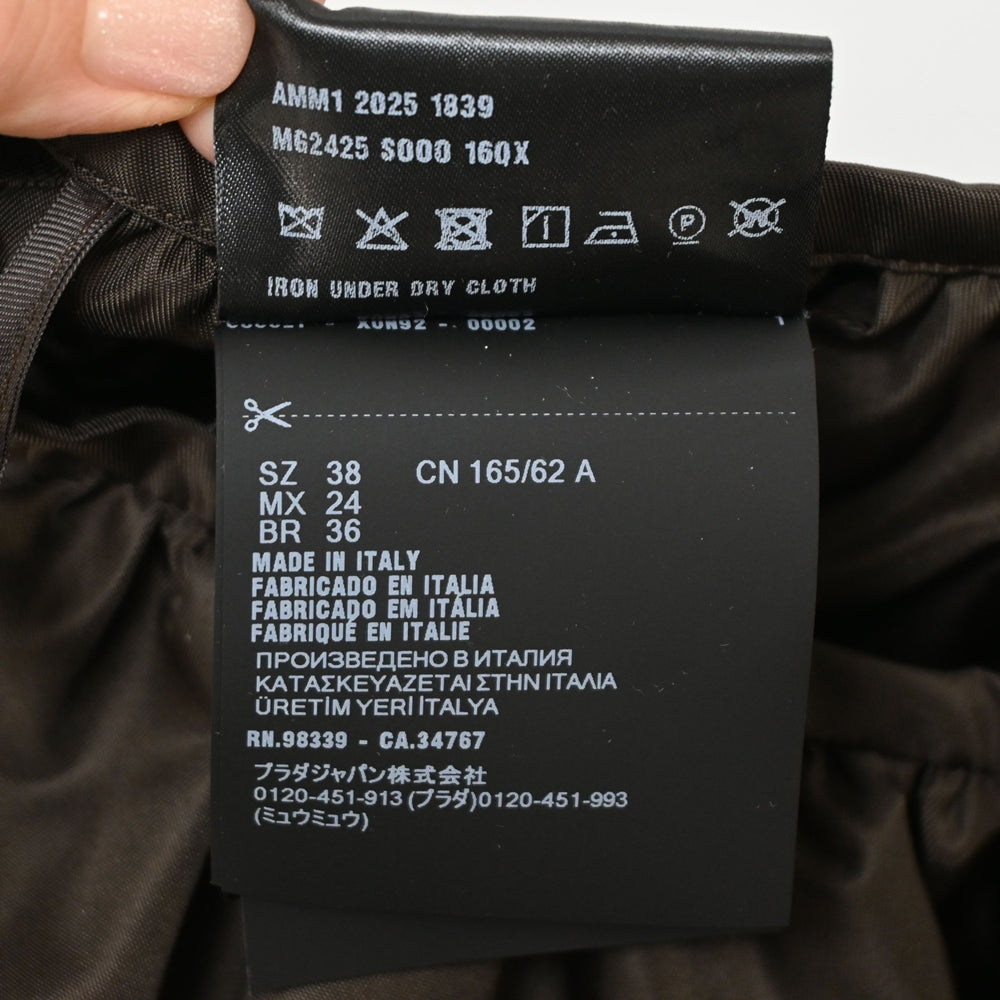 AMM1 2025 1839
MG2425 S000 16QX
P
W
IRON UNDER DRY CLOTH
X0N92 - 00002 1
SZ 38 CN 165/62 A
MX 24
BR 36
MADE IN ITALY
FABRICADO EN ITALIA
FABRICADO EM ITÁLIA
FABRIQUÉ EN ITALIE
ПРОИЗВЕДЕНО В ИТАЛИЯ
ΚΑΤΑΣΚΕΥΑΖΕΤΑΙ ΣΤΗΝ ΙΤΑΛΙΑ
ÜRETİM YERİ İTALYA
RN.98339 - CA.34767
プラダジャパン株式会社
0120-451-913 (プラダ)0120-451-993
(ミュウミュウ)